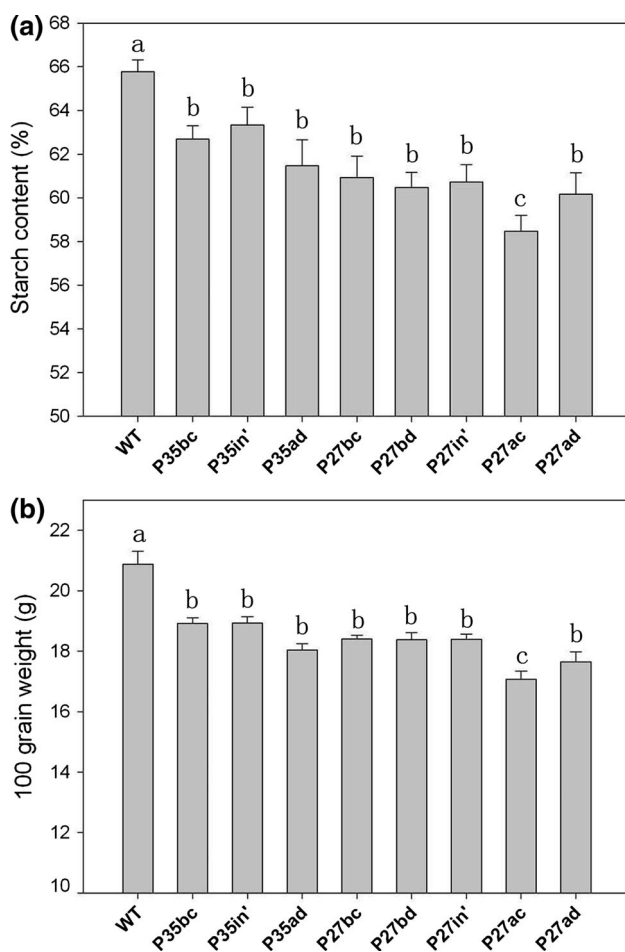 (a)
Starch content (%)
68
66
64
62
60
58
56
54
52
50
a
b
b
b
b
b
b
c
b
WT
P35bc
P35in'
P35ad
P27bc
P27bd
P27in'
P27ac
P27ad
(b)
100 grain weight (g)
22
20
18
16
14
12
10
a
b
b
b
b
b
b
c
b
WT
P35bc
P35in'
P35ad
P27bc
P27bd
P27in'
P27ac
P27ad